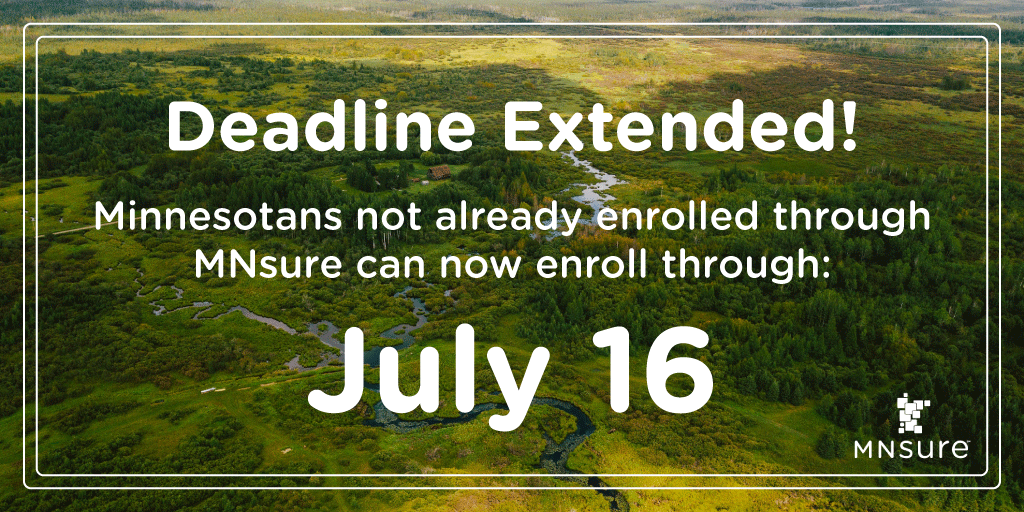 Deadline Extended!
Minnesotans not already enrolled through
MNsure can now enroll through:
July 16
MNsure